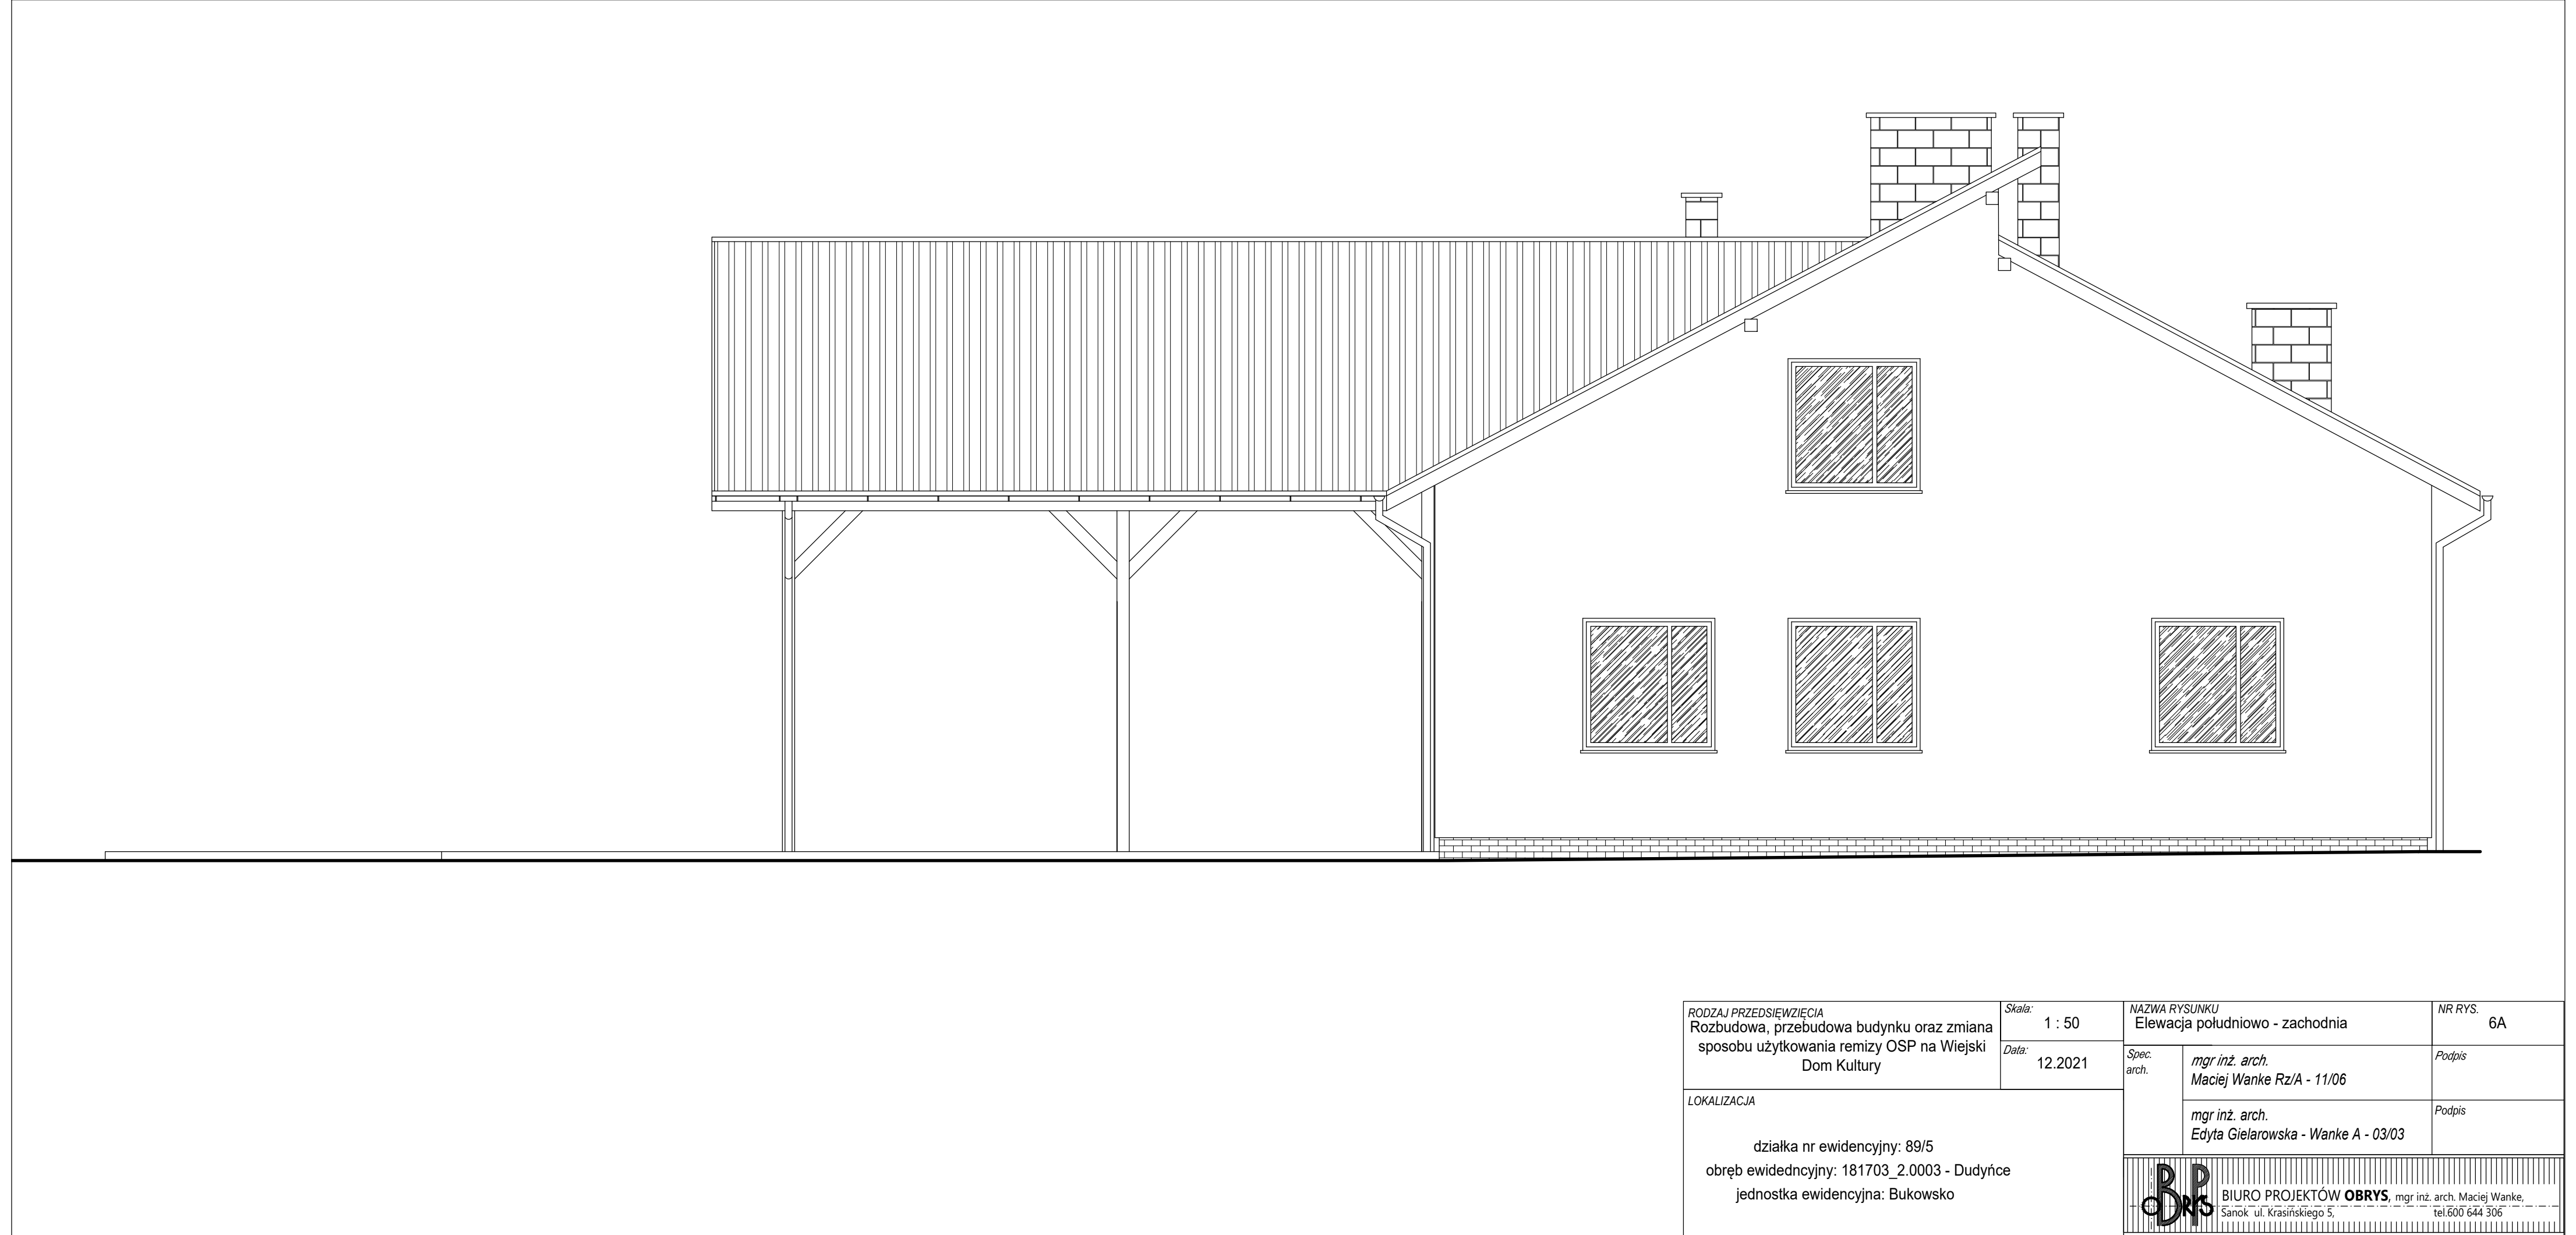 RODZAJ PRZEDSIĘWZIĘCIA
Rozbudowa, przebudowa budynku oraz zmiana
sposobu użytkowania remizy OSP na Wiejski
Dom Kultury
Skala:
1 : 50
Data:
12.2021
NAZWA RYSUNKU
Elewacja południowo - zachodnia
NR RYS.
6A
Spec.
arch.
mgr inż. arch.
Maciej Wanke Rz/A - 11/06
Podpis
mgr inż. arch.
Edyta Gielarowska - Wanke A - 03/03
Podpis
LOKALIZACJA
działka nr ewidencyjny: 89/5
obręb ewidedncyjny: 181703_2.0003 - Dudyńce
jednostka ewidencyjna: Bukowsko
BP
OBRYS
BIURO PROJEKTÓW OBRYS, mgr inż. arch. Maciej Wanke,
Sanok ul. Krasińskiego 5, tel.600 644 306